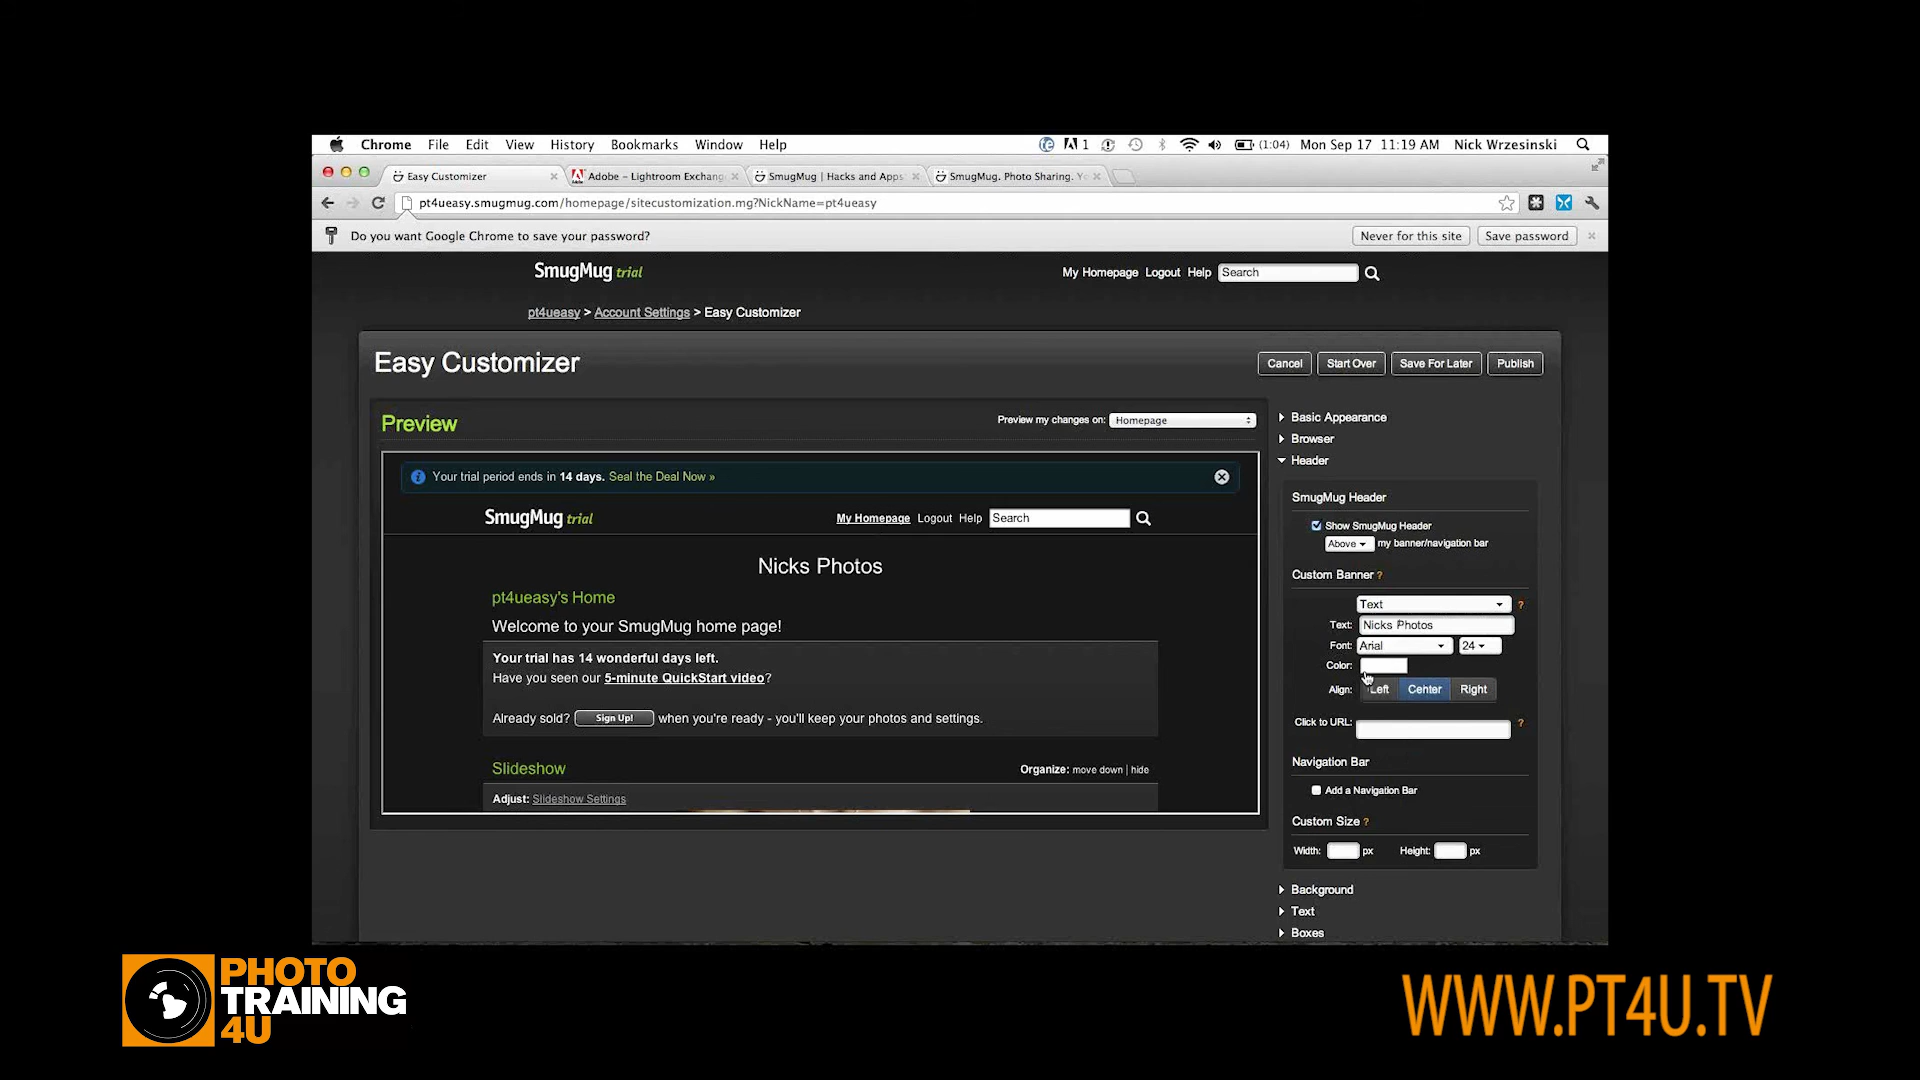 Chrome File Edit View History Bookmarks Window Help 1 (1:04) Mon Sep 17 11:19 AM Nick Wrzesinski
Easy Customizer Adobe – Lightroom Exchang SmugMug | Hacks and Apps SmugMug. Photo Sharing. Y
pt4ueasy.smugmug.com/homepage/sitecustomization.mg?NickName=pt4ueasy
Do you want Google Chrome to save your password? Never for this site Save password
SmugMug trial My Homepage Logout Help Search
pt4ueasy > Account Settings > Easy Customizer
Easy Customizer Cancel Start Over Save For Later Publish
Preview Preview my changes on: Homepage
Your trial period ends in 14 days. Seal the Deal Now »
SmugMug trial My Homepage Logout Help Search
Nicks Photos
pt4ueasy's Home
Welcome to your SmugMug home page!
Your trial has 14 wonderful days left.
Have you seen our 5-minute QuickStart video?
Already sold? Sign Up! when you're ready - you'll keep your photos and settings.
Slideshow Organize: move down | hide
Adjust: Slideshow Settings
Basic Appearance
Browser
Header
SmugMug Header
Show SmugMug Header
Above my banner/navigation bar
Custom Banner ?
Text ?
Text: Nicks Photos
Font: Arial 24
Color:
Align: Left Center Right
Click to URL: ?
Navigation Bar
Add a Navigation Bar
Custom Size ?
Width: px Height: px
Background
Text
Boxes
PHOTO
TRAINING
4U
WWW.PT4U.TV